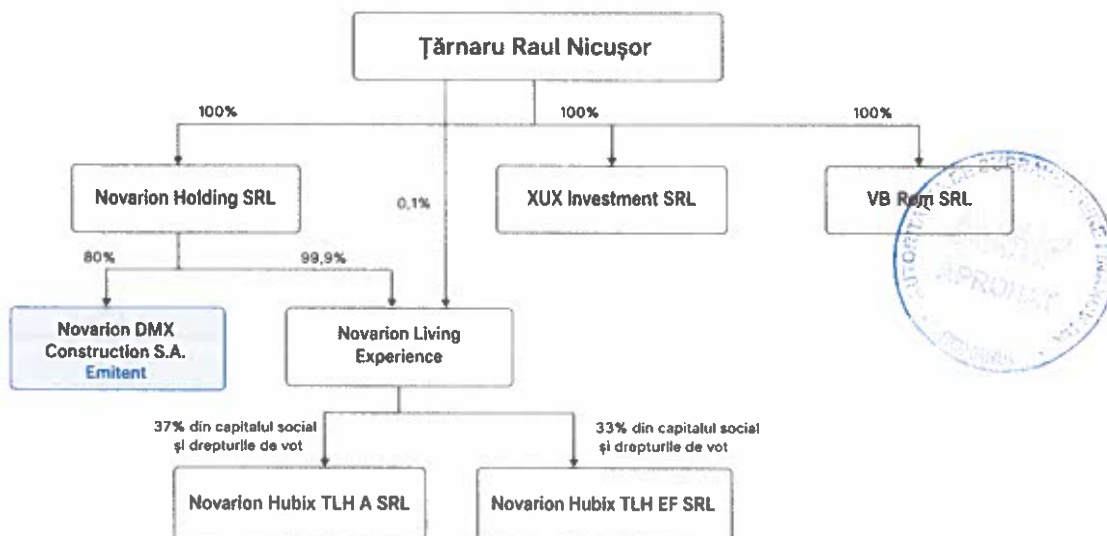 Țărnaru Raul Nicușor
100%
100%
100%
Novarion Holding SRL
0,1%
XUX Investment SRL
VB Rom SRL
80%
99,9%
APROBAT
Novarion DMX
Construction S.A.
Emitent
Novarion Living
Experience
37% din capitalul social
și drepturile de vot
33% din capitalul social
și drepturile de vot
Novarion Hubix TLH A SRL
Novarion Hubix TLH EF SRL